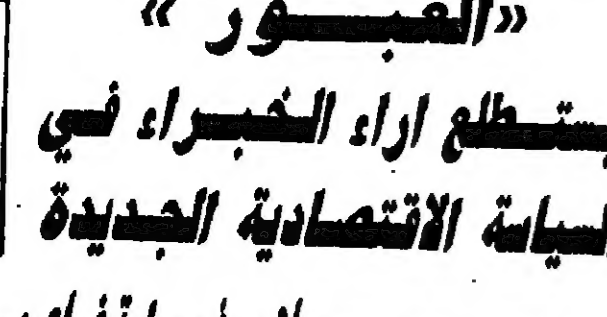 «العبور»
يستطلع اراء الخبراء في
السياسة الاقتصادية الجديدة